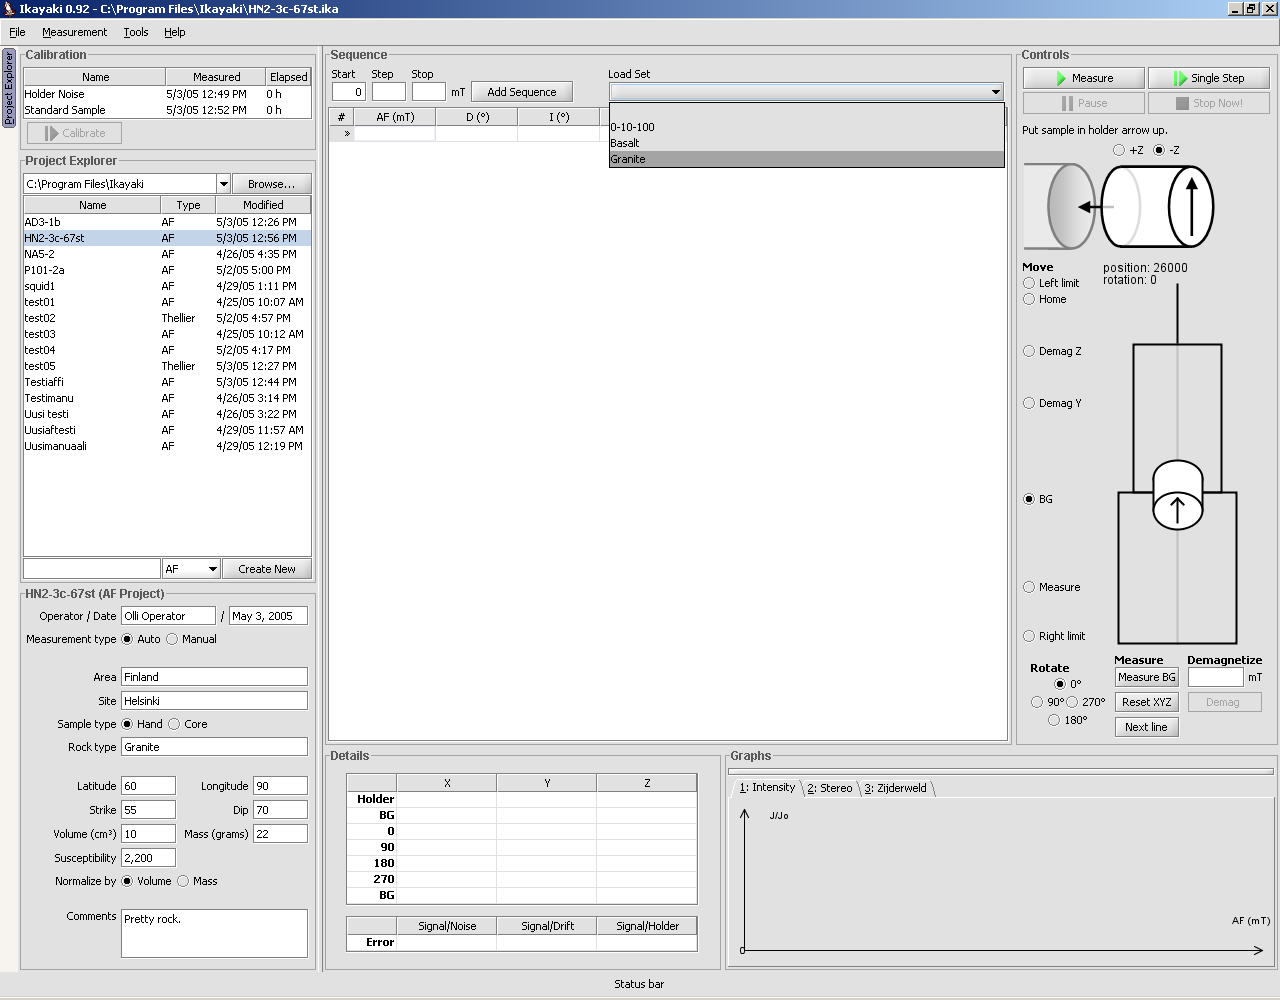 Ikayaki 0.92 - C:\Program Files\Ikayaki\HN2-3c-67st.ika
File Measurement Tools Help
Project Explorer
Calibration
Name Measured Elapsed
Holder Noise 5/3/05 12:49 PM 0 h
Standard Sample 5/3/05 12:52 PM 0 h
Calibrate
Project Explorer
C:\Program Files\Ikayaki Browse...
Name Type Modified
AD3-1b AF 5/3/05 12:26 PM
HN2-3c-67st AF 5/3/05 12:56 PM
NA5-2 AF 4/26/05 4:35 PM
P101-2a AF 5/2/05 5:00 PM
squid1 AF 4/29/05 1:11 PM
test01 AF 4/25/05 10:07 AM
test02 Thellier 5/2/05 4:57 PM
test03 AF 4/25/05 10:12 AM
test04 AF 5/2/05 4:17 PM
test05 Thellier 5/3/05 12:27 PM
Testiaffi AF 5/3/05 12:44 PM
Testimanu AF 4/26/05 3:14 PM
Uusi testi AF 4/26/05 3:22 PM
Uusiaftesti AF 4/29/05 11:57 AM
Uusimanuaali AF 4/29/05 12:19 PM
AF Create New
HN2-3c-67st (AF Project)
Operator / Date Olli Operator / May 3, 2005
Measurement type Auto Manual
Area Finland
Site Helsinki
Sample type Hand Core
Rock type Granite
Latitude 60 Longitude 90
Strike 55 Dip 70
Volume (cm³) 10 Mass (grams) 22
Susceptibility 2,200
Normalize by Volume Mass
Comments Pretty rock.
Sequence
Start Step Stop Load Set
0 mT Add Sequence
# AF (mT) D (°) I (°)
»
0-10-100
Basalt
Granite
Details
X Y Z
Holder
BG
0
90
180
270
BG
Signal/Noise Signal/Drift Signal/Holder
Error
Controls
Measure Single Step
Pause Stop Now!
Put sample in holder arrow up.
+Z -Z
Move
position: 26000
rotation: 0
Left limit
Home
Demag Z
Demag Y
BG
Measure
Right limit
Rotate
0°
90° 270°
180°
Measure Demagnetize
Measure BG mT
Reset XYZ Demag
Next line
Graphs
1: Intensity 2: Stereo 3: Zijderweld
J/Jo
AF (mT)
0
Status bar